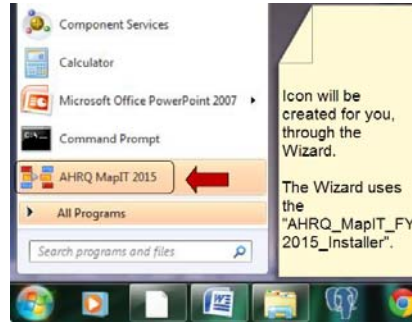 Component Services
Calculator
Microsoft Office PowerPoint 2007
Command Prompt
AHRQ MapIT 2015
All Programs
Search programs and files
Icon will be
created for you,
through the
Wizard.
The Wizard uses
the
"AHRQ_MapIT_FY
2015_Installer".